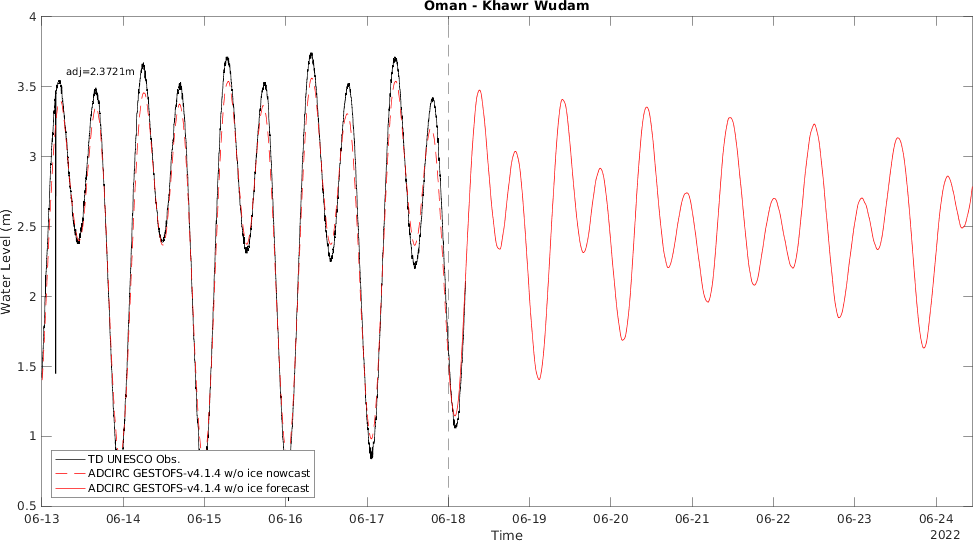 Oman - Khawr Wudam
4
adj=2.3721m
3.5
3
2.5
Water Level (m)
2
1.5
1
TD UNESCO Obs.
ADCIRC GESTOFS-v4.1.4 w/o ice nowcast
ADCIRC GESTOFS-v4.1.4 w/o ice forecast
0.5
06-13 06-14 06-15 06-16 06-17 06-18 06-19 06-20 06-21 06-22 06-23 06-24
Time 2022